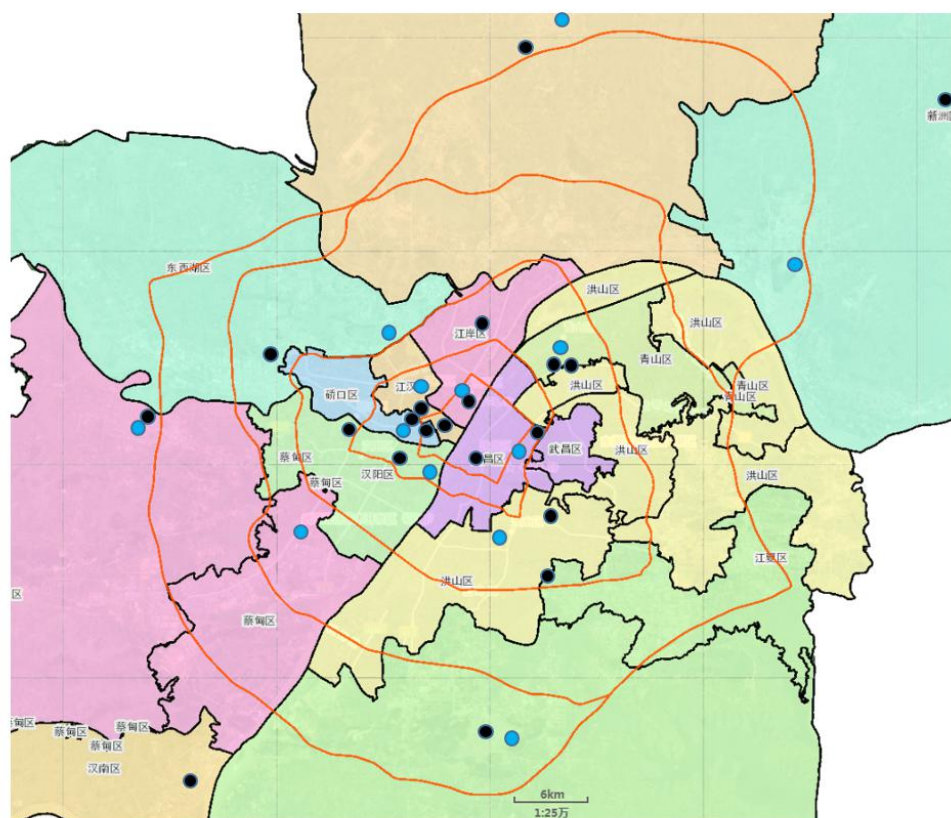 新洲
东西湖区
洪山区
江岸区
洪山区
青山区
硚口区
江汉
洪山区
青山区
青山区
昌区
武昌区
洪山区
蔡甸区
汉阳区
蔡甸区
洪山区
江夏区
洪山区
区
蔡甸区
甸区
蔡甸区
蔡甸区
蔡甸区
汉南区
6km
1:25万